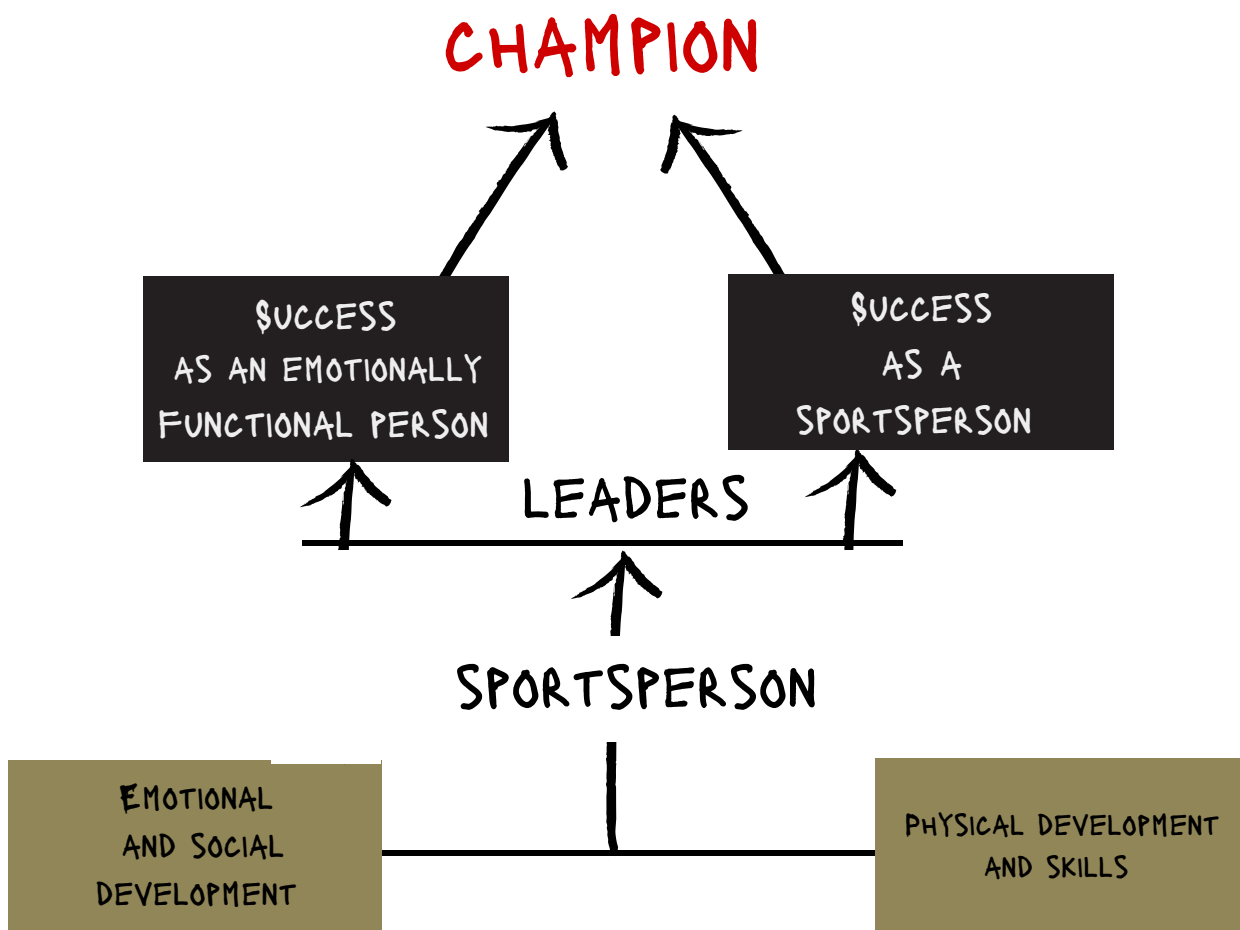 CHAMPION
SUCCESS
AS AN EMOTIONALLY
FUNCTIONAL PERSON
SUCCESS
AS A
SPORTSPERSON
LEADERS
SPORTSPERSON
EMOTIONAL
AND SOCIAL
DEVELOPMENT
PHYSICAL DEVELOPMENT
AND SKILLS